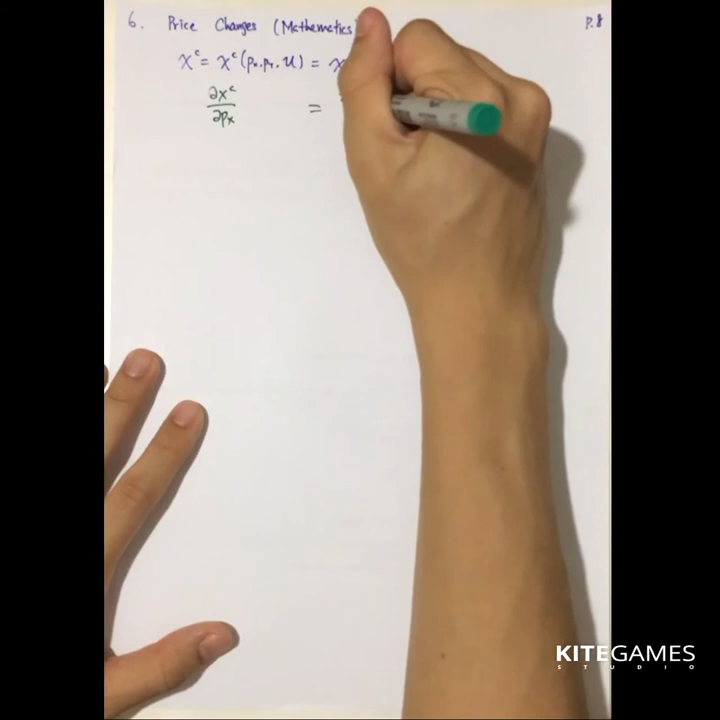 6. Price Changes (Mathematics) P.8
x^c = x^c (p_x, p_y, U) = x
∂x^c / ∂p_x =
KITEGAMES
STUDIO